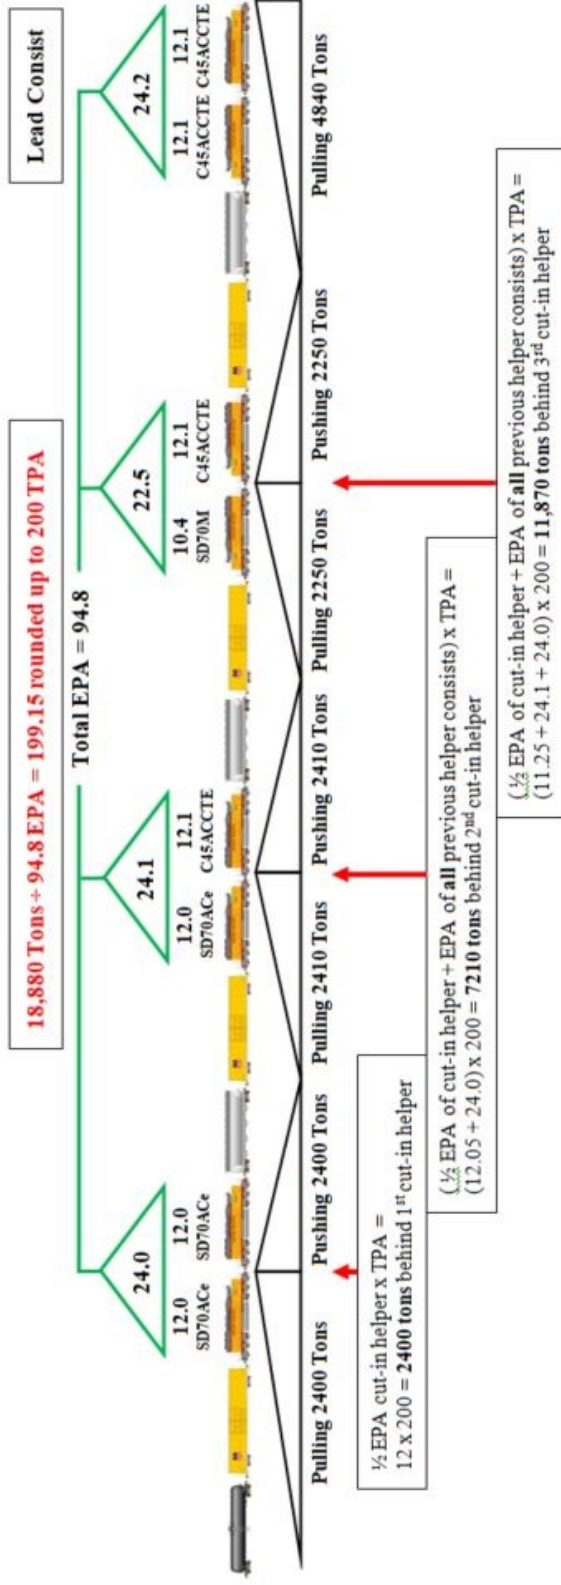 18,880 Tons ÷ 94.8 EPA = 199.15 rounded up to 200 TPA
Lead Consist
Total EPA = 94.8
24.0
24.1
22.5
24.2
12.0
SD70ACe
12.0
SD70ACe
12.0
SD70ACe
12.1
C45ACCTE
10.4
SD70M
12.1
C45ACCTE
12.1
C45ACCTE
12.1
C45ACCTE
Pulling 2400 Tons
Pushing 2400 Tons
Pulling 2410 Tons
Pushing 2410 Tons
Pulling 2250 Tons
Pushing 2250 Tons
Pulling 4840 Tons
½ EPA cut-in helper x TPA =
12 x 200 = 2400 tons behind 1st cut-in helper
( ½ EPA of cut-in helper + EPA of all previous helper consists) x TPA =
(12.05 + 24.0) x 200 = 7210 tons behind 2nd cut-in helper
( ½ EPA of cut-in helper + EPA of all previous helper consists) x TPA =
(11.25 + 24.1 + 24.0) x 200 = 11,870 tons behind 3rd cut-in helper